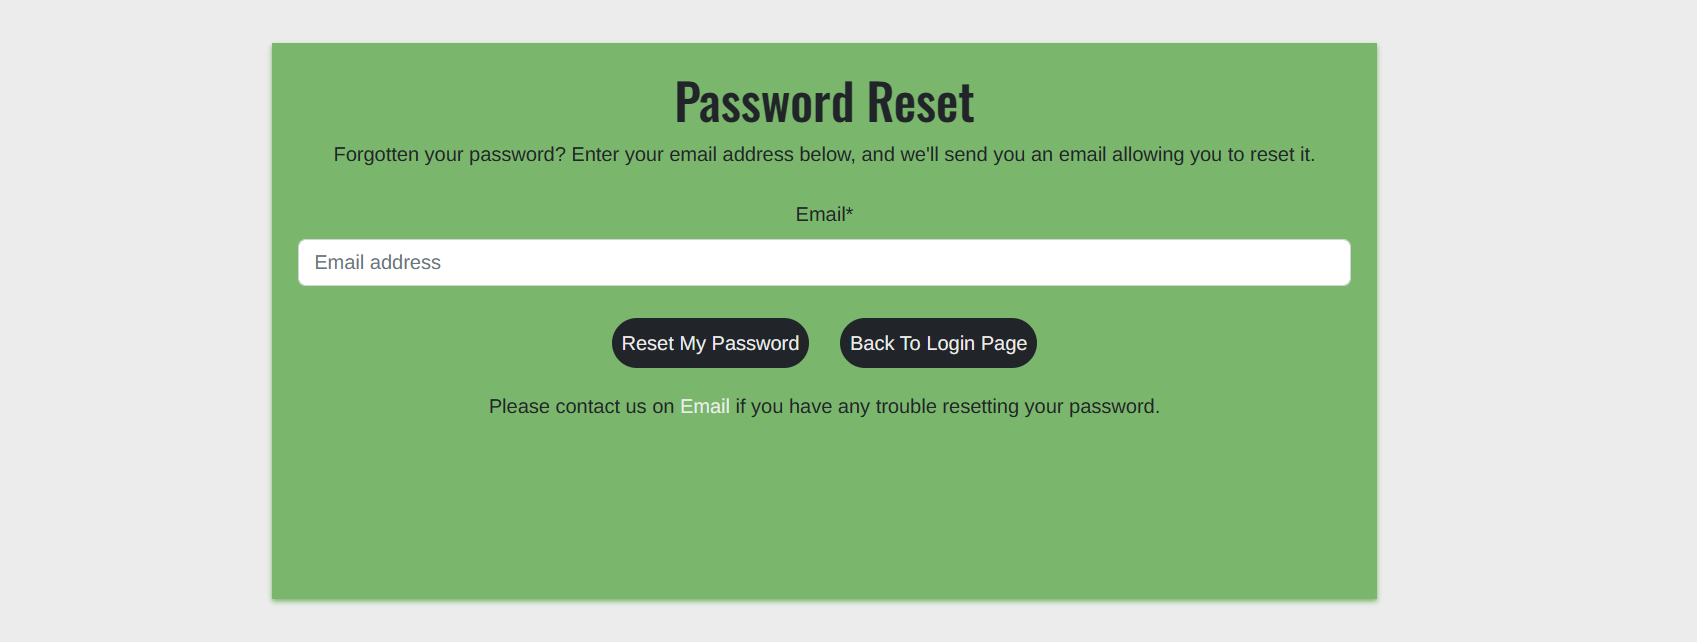 Password Reset
Forgotten your password? Enter your email address below, and we'll send you an email allowing you to reset it.
Email*
Email address
Reset My Password
Back To Login Page
Please contact us on Email if you have any trouble resetting your password.